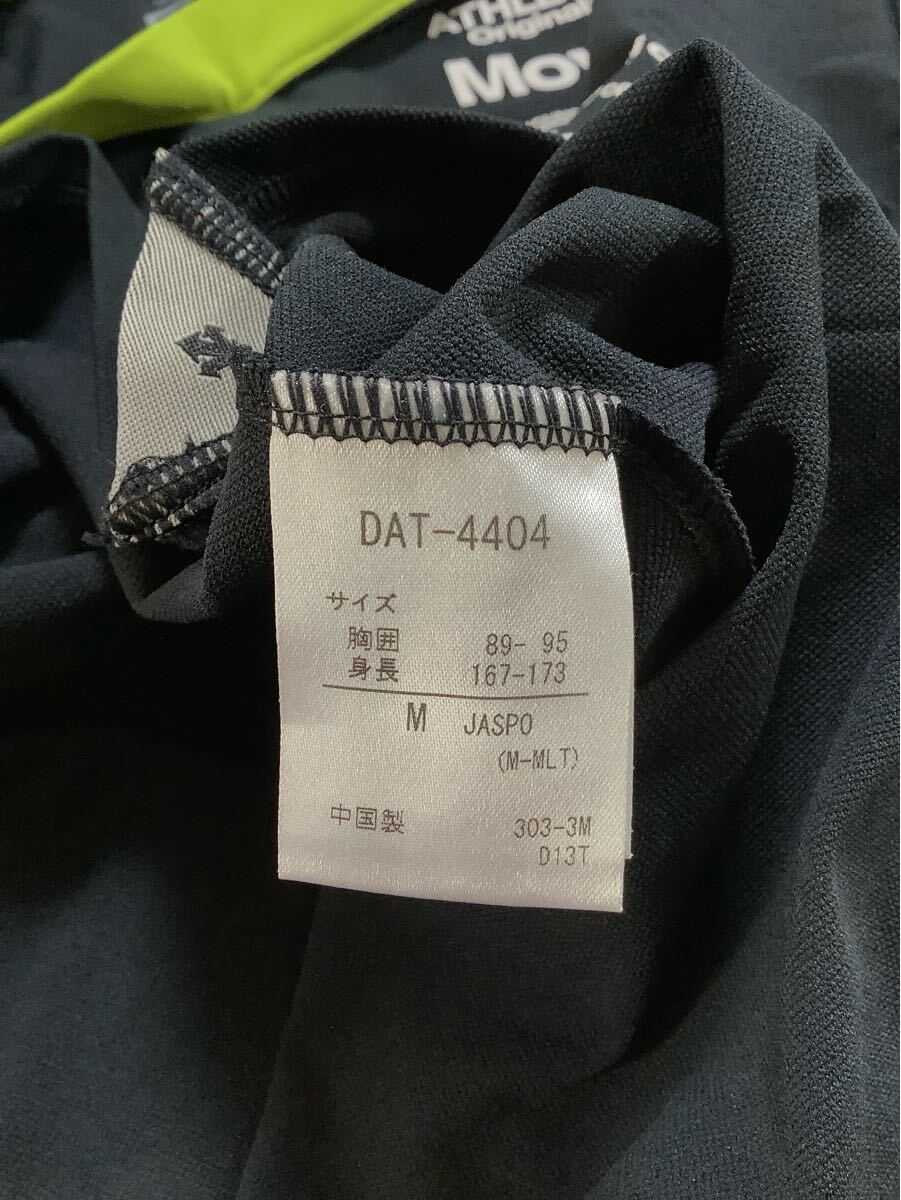 Original
Mov
DAT-4404
サイズ
胸囲 89- 95
身長 167-173
M JASPO
(M-MLT)
中国製 303-3M
D13T